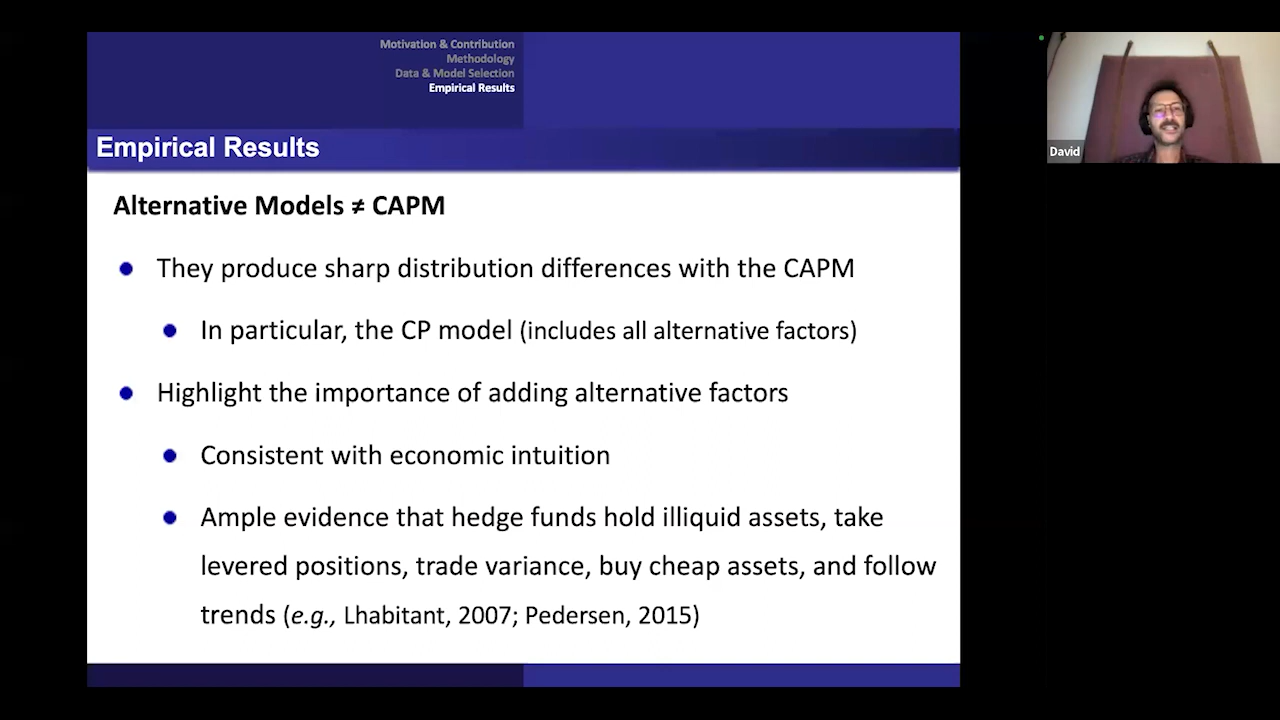 Motivation & Contribution
Methodology
Data & Model Selection
Empirical Results
Empirical Results
Alternative Models ≠ CAPM
They produce sharp distribution differences with the CAPM
In particular, the CP model (includes all alternative factors)
Highlight the importance of adding alternative factors
Consistent with economic intuition
Ample evidence that hedge funds hold illiquid assets, take
levered positions, trade variance, buy cheap assets, and follow
trends (e.g., Lhabitant, 2007; Pedersen, 2015)
David